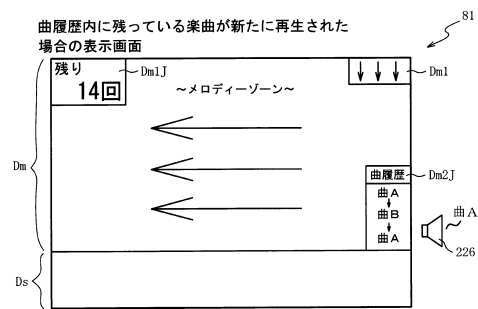 曲履歴内に残っている楽曲が新たに再生された
場合の表示画面
81
残り
14回
Dm1J
~メロディーゾーン~
Dm1
Dm
曲履歴
Dm2J
曲A
曲B
曲A
曲A
226
Ds